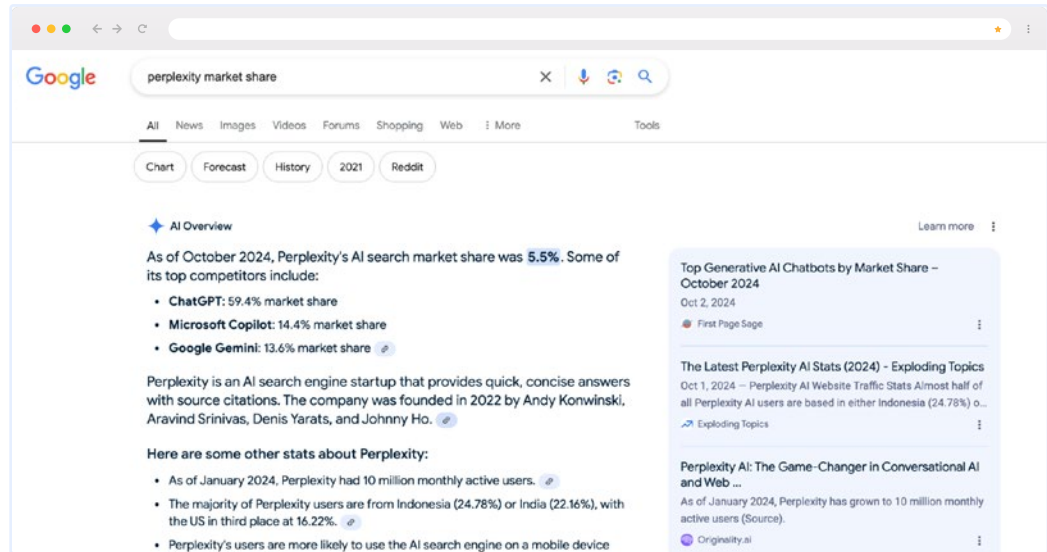 Google
perplexity market share
All News Images Videos Forums Shopping Web More Tools
Chart Forecast History 2021 Reddit
AI Overview
Learn more
As of October 2024, Perplexity's AI search market share was 5.5%. Some of
its top competitors include:
• ChatGPT: 59.4% market share
• Microsoft Copilot: 14.4% market share
• Google Gemini: 13.6% market share
Perplexity is an AI search engine startup that provides quick, concise answers
with source citations. The company was founded in 2022 by Andy Konwinski,
Aravind Srinivas, Denis Yarats, and Johnny Ho.
Here are some other stats about Perplexity:
• As of January 2024, Perplexity had 10 million monthly active users.
• The majority of Perplexity users are from Indonesia (24.78%) or India (22.16%), with
the US in third place at 16.22%.
• Perplexity's users are more likely to use the AI search engine on a mobile device
Top Generative AI Chatbots by Market Share –
October 2024
Oct 2, 2024
First Page Sage
The Latest Perplexity AI Stats (2024) - Exploding Topics
Oct 1, 2024 — Perplexity AI Website Traffic Stats Almost half of
all Perplexity AI users are based in either Indonesia (24.78%) o...
Exploding Topics
Perplexity AI: The Game-Changer in Conversational AI
and Web ...
As of January 2024, Perplexity has grown to 10 million monthly
active users (Source).
Originality.ai